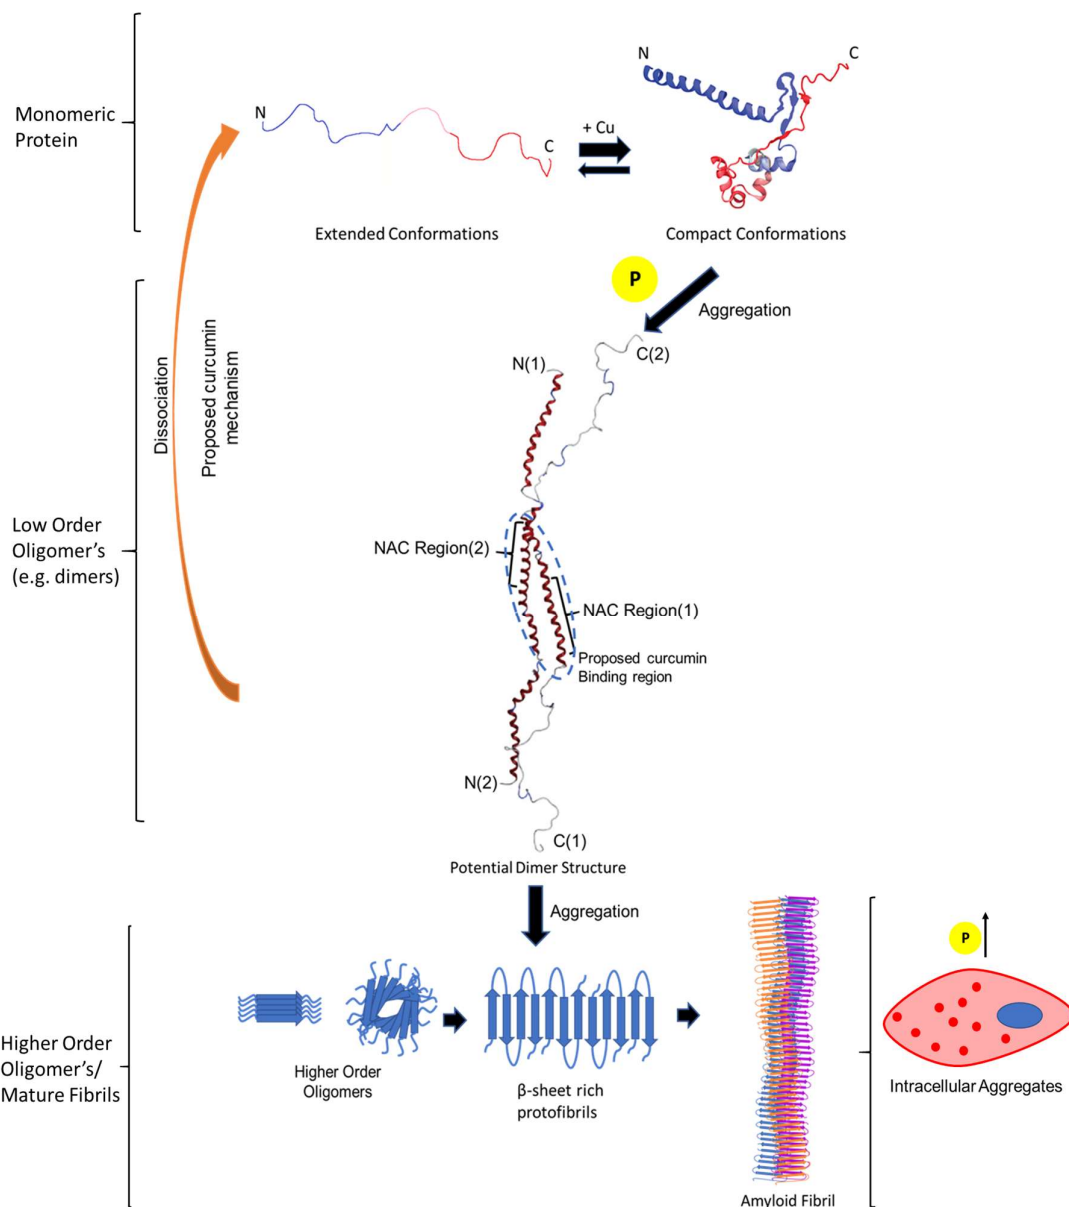 Monomeric
Protein
N
C
+ Cu
N
C
Extended Conformations
Compact Conformations
P
Aggregation
Dissociation
Proposed curcumin
mechanism
Low Order
Oligomer's
(e.g. dimers)
N(1)
C(2)
NAC Region(2)
NAC Region(1)
Proposed curcumin
Binding region
N(2)
C(1)
Potential Dimer Structure
Aggregation
Higher Order
Oligomer's/
Mature Fibrils
Higher Order
Oligomers
β-sheet rich
protofibrils
Amyloid Fibril
P
Intracellular Aggregates